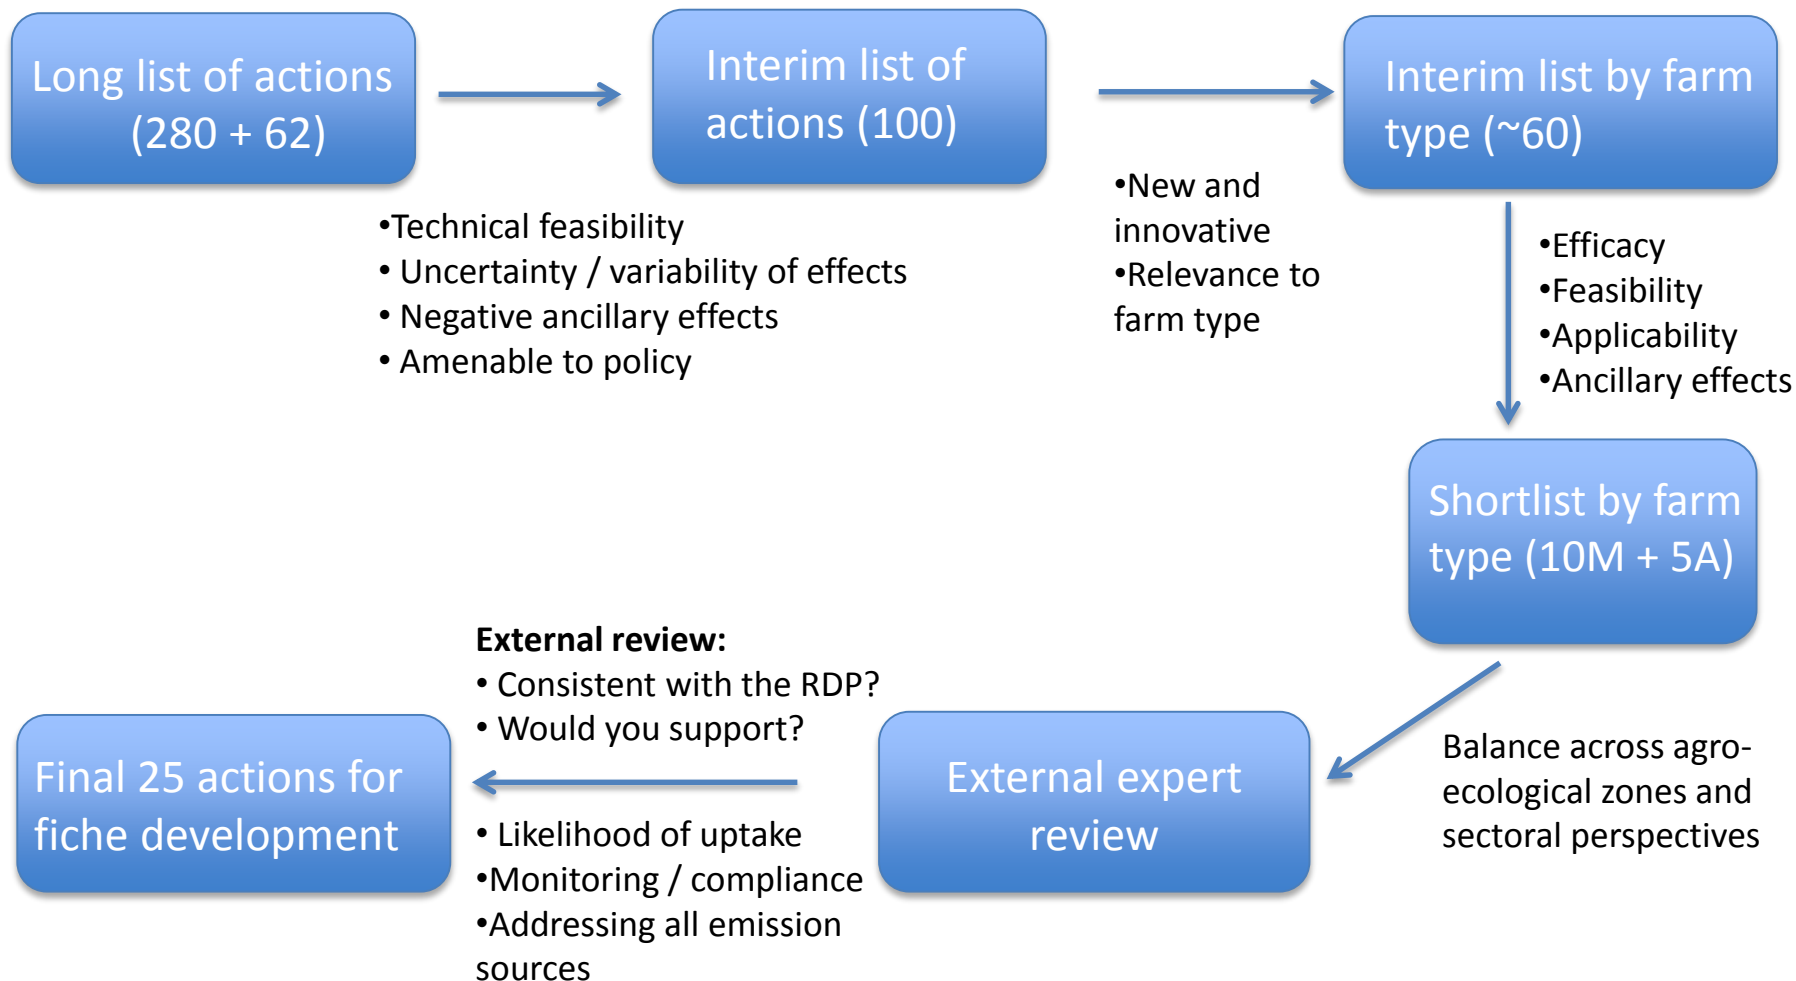 Long list of actions
(280 + 62)
Interim list of
actions (100)
Interim list by farm
type (~60)
•Technical feasibility
• Uncertainty / variability of effects
• Negative ancillary effects
• Amenable to policy
•New and
innovative
•Relevance to
farm type
•Efficacy
•Feasibility
•Applicability
•Ancillary effects
Shortlist by farm
type (10M + 5A)
Balance across agro-
ecological zones and
sectoral perspectives
External expert
review
External review:
• Consistent with the RDP?
• Would you support?
• Likelihood of uptake
•Monitoring / compliance
•Addressing all emission
sources
Final 25 actions for
fiche development